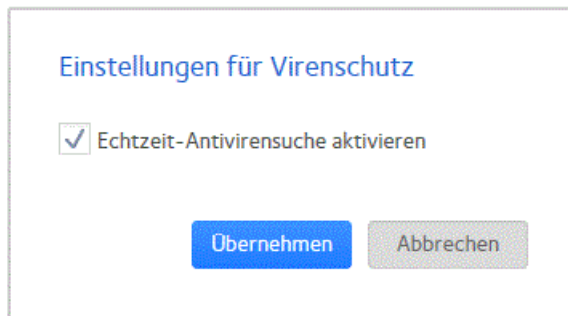 Einstellungen für Virenschutz
Echtzeit-Antivirensuche aktivieren
Übernehmen Abbrechen